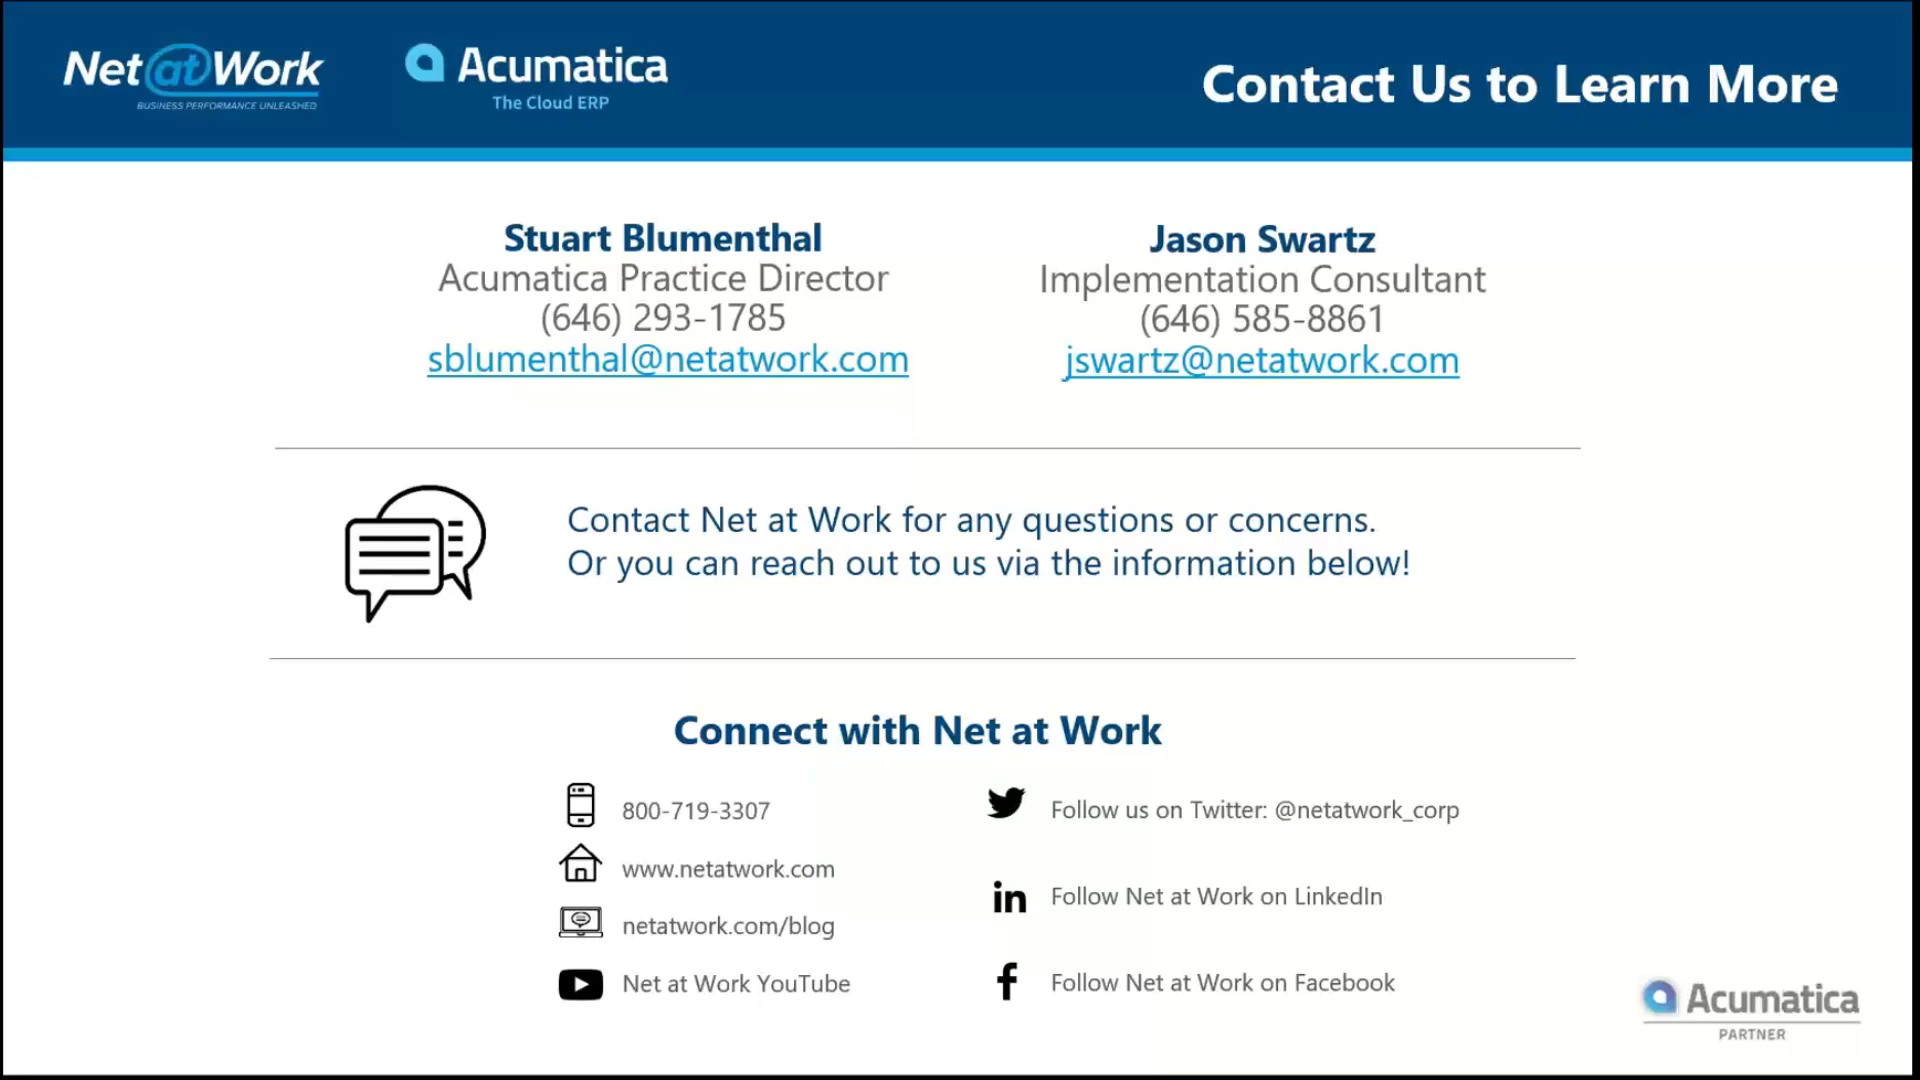 Net at Work
BUSINESS PERFORMANCE UNLEASHED
Acumatica
The Cloud ERP
Contact Us to Learn More
Stuart Blumenthal
Acumatica Practice Director
(646) 293-1785
sblumenthal@netatwork.com
Jason Swartz
Implementation Consultant
(646) 585-8861
jswartz@netatwork.com
Contact Net at Work for any questions or concerns.
Or you can reach out to us via the information below!
Connect with Net at Work
800-719-3307
www.netatwork.com
netatwork.com/blog
Net at Work YouTube
Follow us on Twitter: @netatwork_corp
in
Follow Net at Work on LinkedIn
f
Follow Net at Work on Facebook
Acumatica
PARTNER